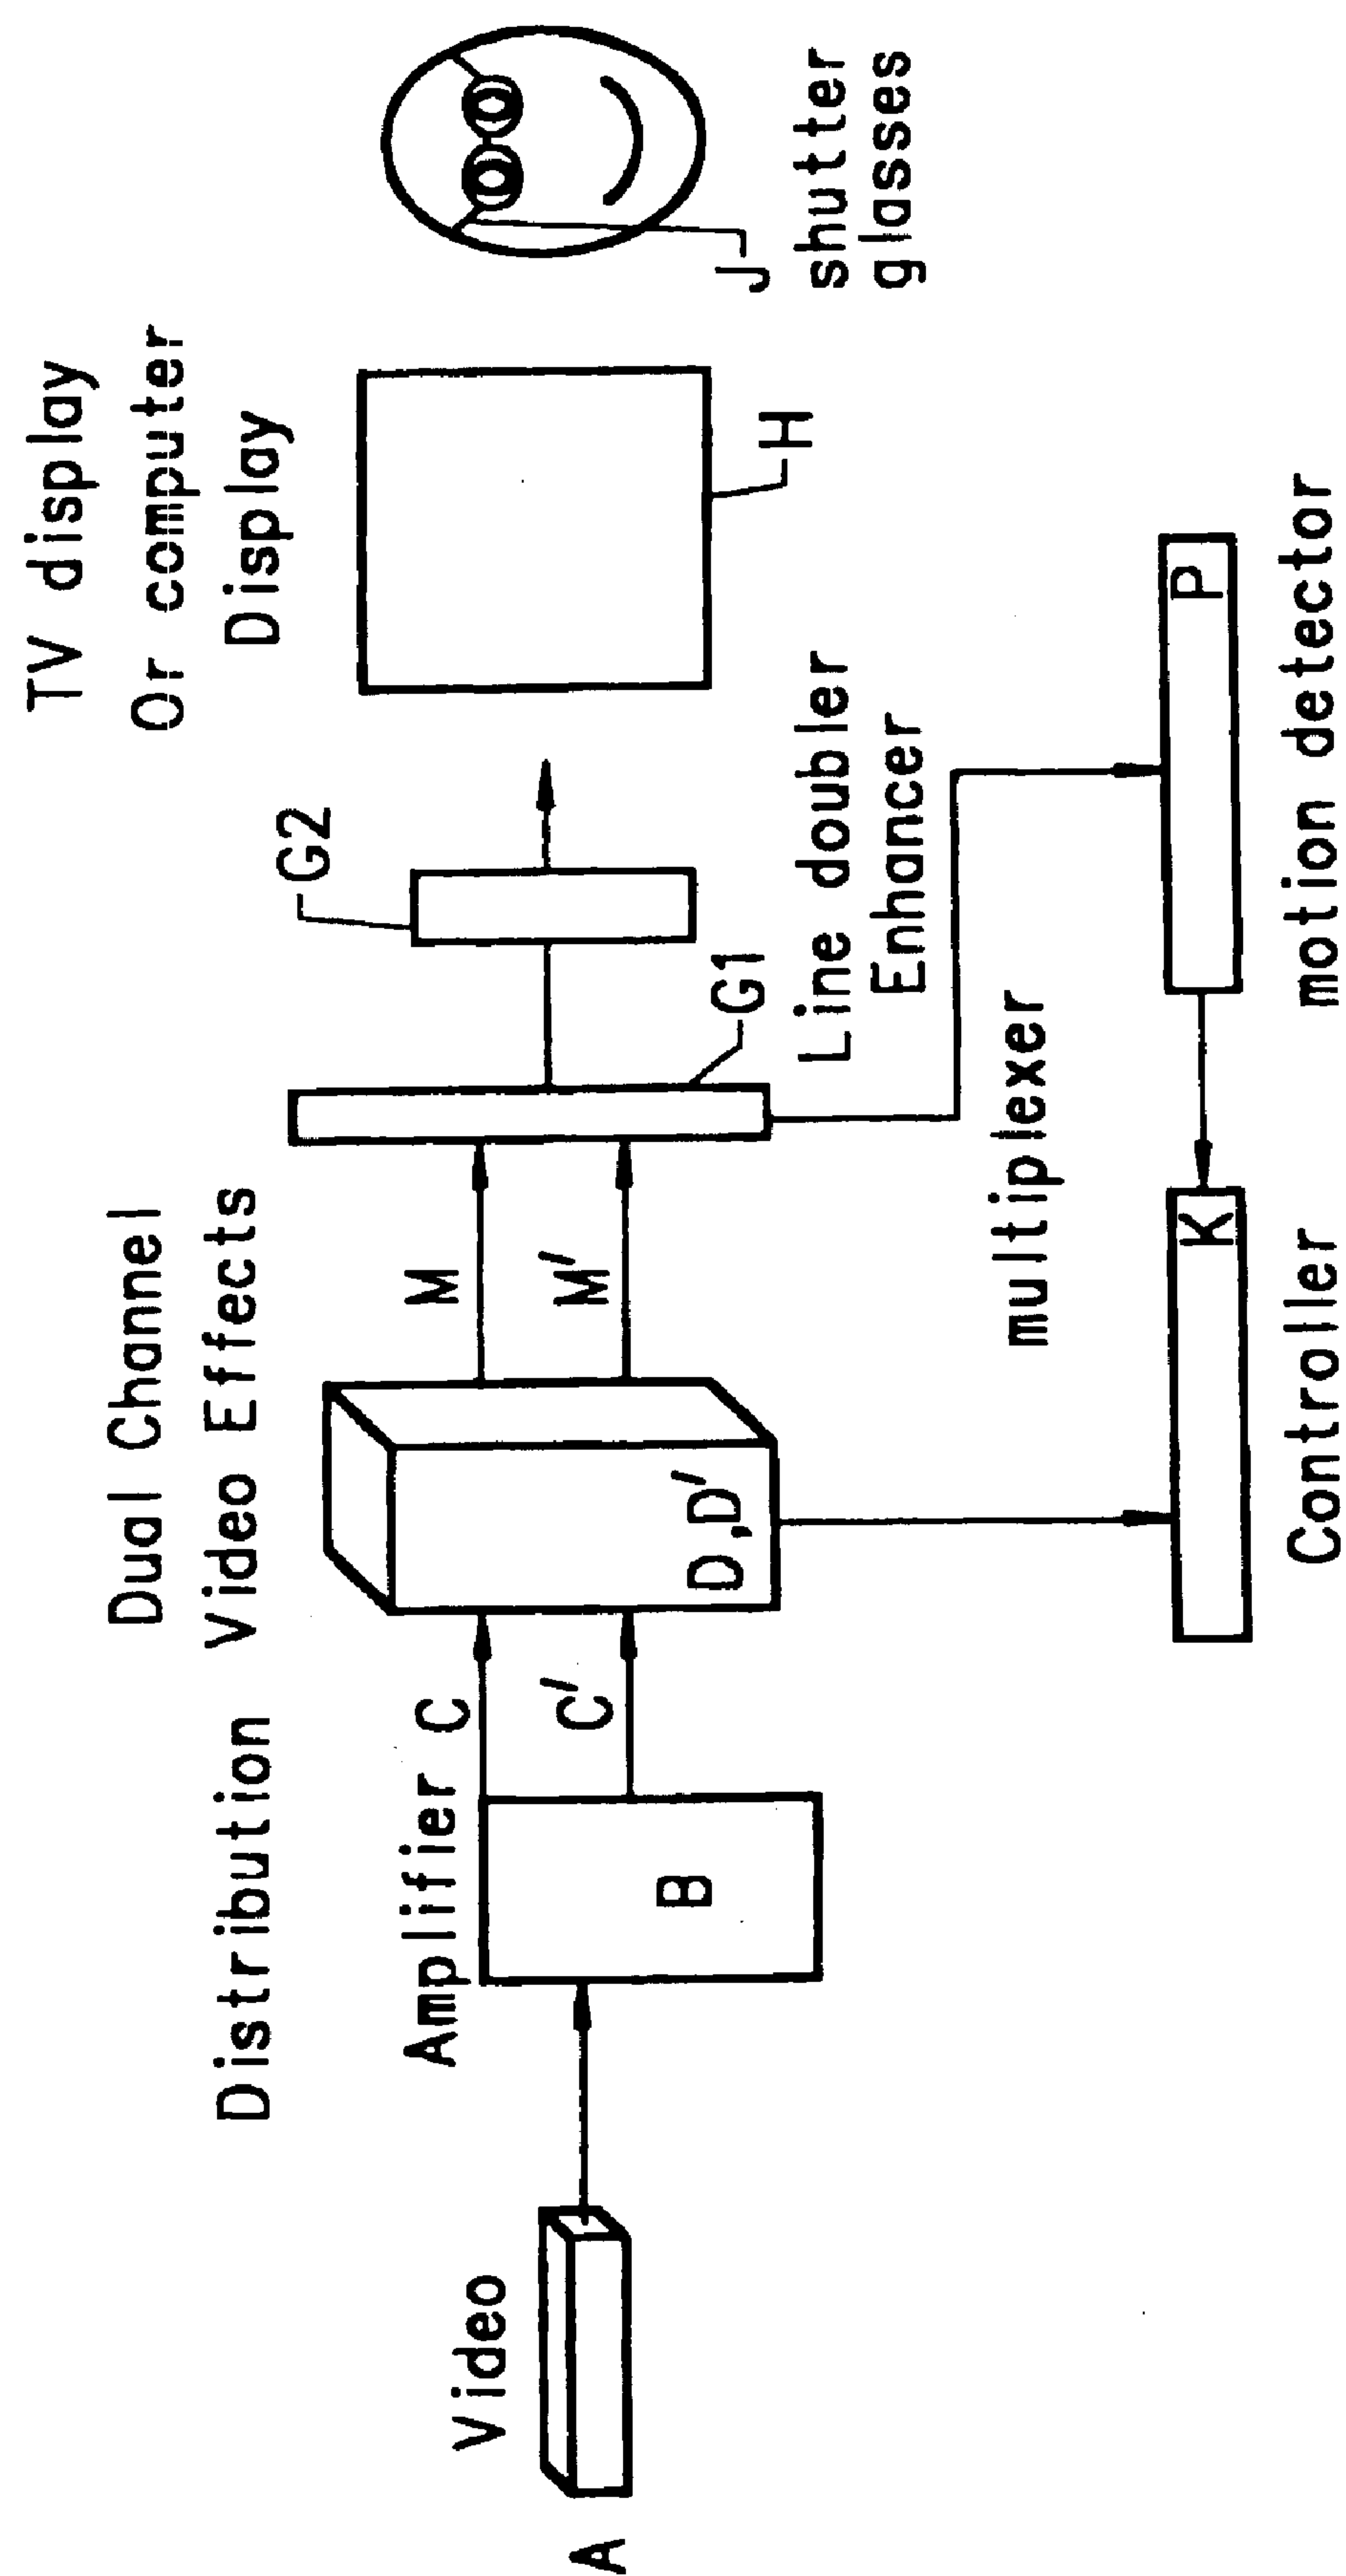 A
Video
Distribution
Amplifier
B
C
C'
Dual Channel
Video Effects
D,D'
M
M'
multiplexer
G1
G2
Line doubler
Enhancer
TV display
Or computer
Display
H
J
shutter
glasses
K
Controller
P
motion detector